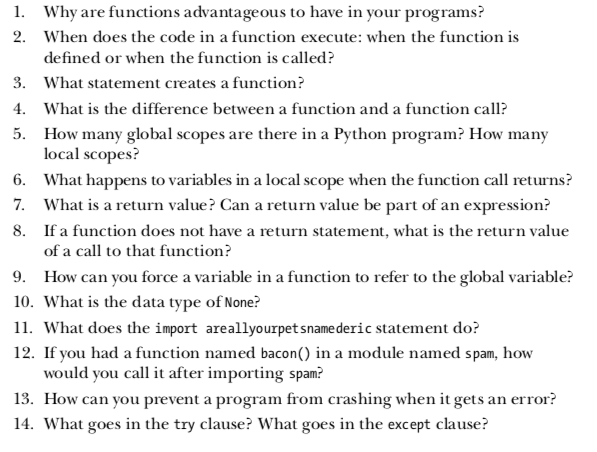 1. Why are functions advantageous to have in your programs?
2. When does the code in a function execute: when the function is
defined or when the function is called?
3. What statement creates a function?
4. What is the difference between a function and a function call?
5. How many global scopes are there in a Python program? How many
local scopes?
6. What happens to variables in a local scope when the function call returns?
7. What is a return value? Can a return value be part of an expression?
8. If a function does not have a return statement, what is the return value
of a call to that function?
9. How can you force a variable in a function to refer to the global variable?
10. What is the data type of None?
11. What does the import areallyourpetsnamederic statement do?
12. If you had a function named bacon() in a module named spam, how
would you call it after importing spam?
13. How can you prevent a program from crashing when it gets an error?
14. What goes in the try clause? What goes in the except clause?